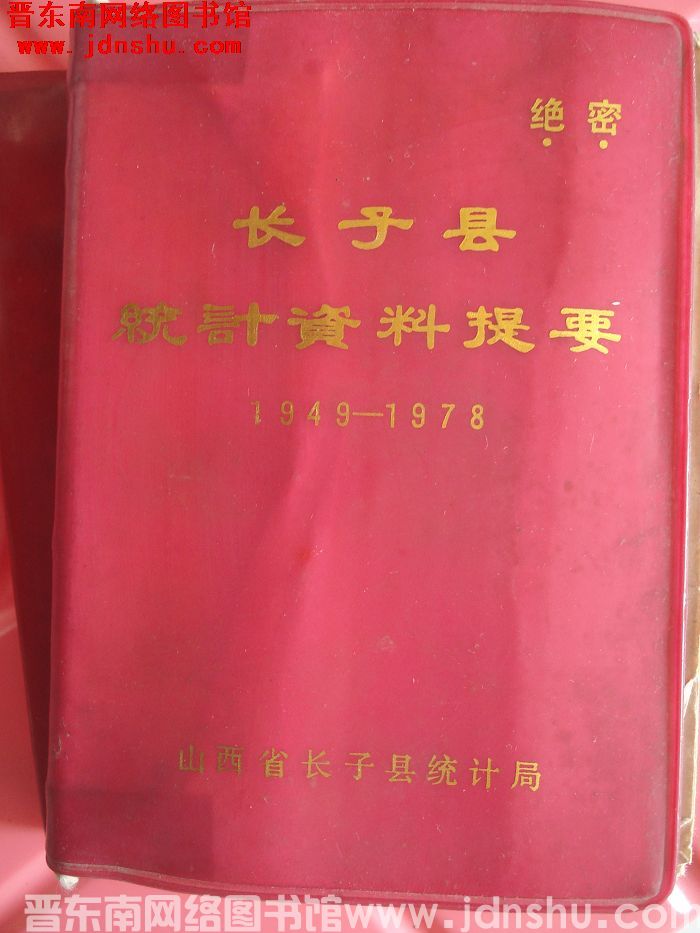 晋东南网络图书馆
www.jdnshu.com
绝密
长子县
統計資料提要
1949—1978
山西省长子县统计局
晋东南网络图书馆www.jdnshu.com